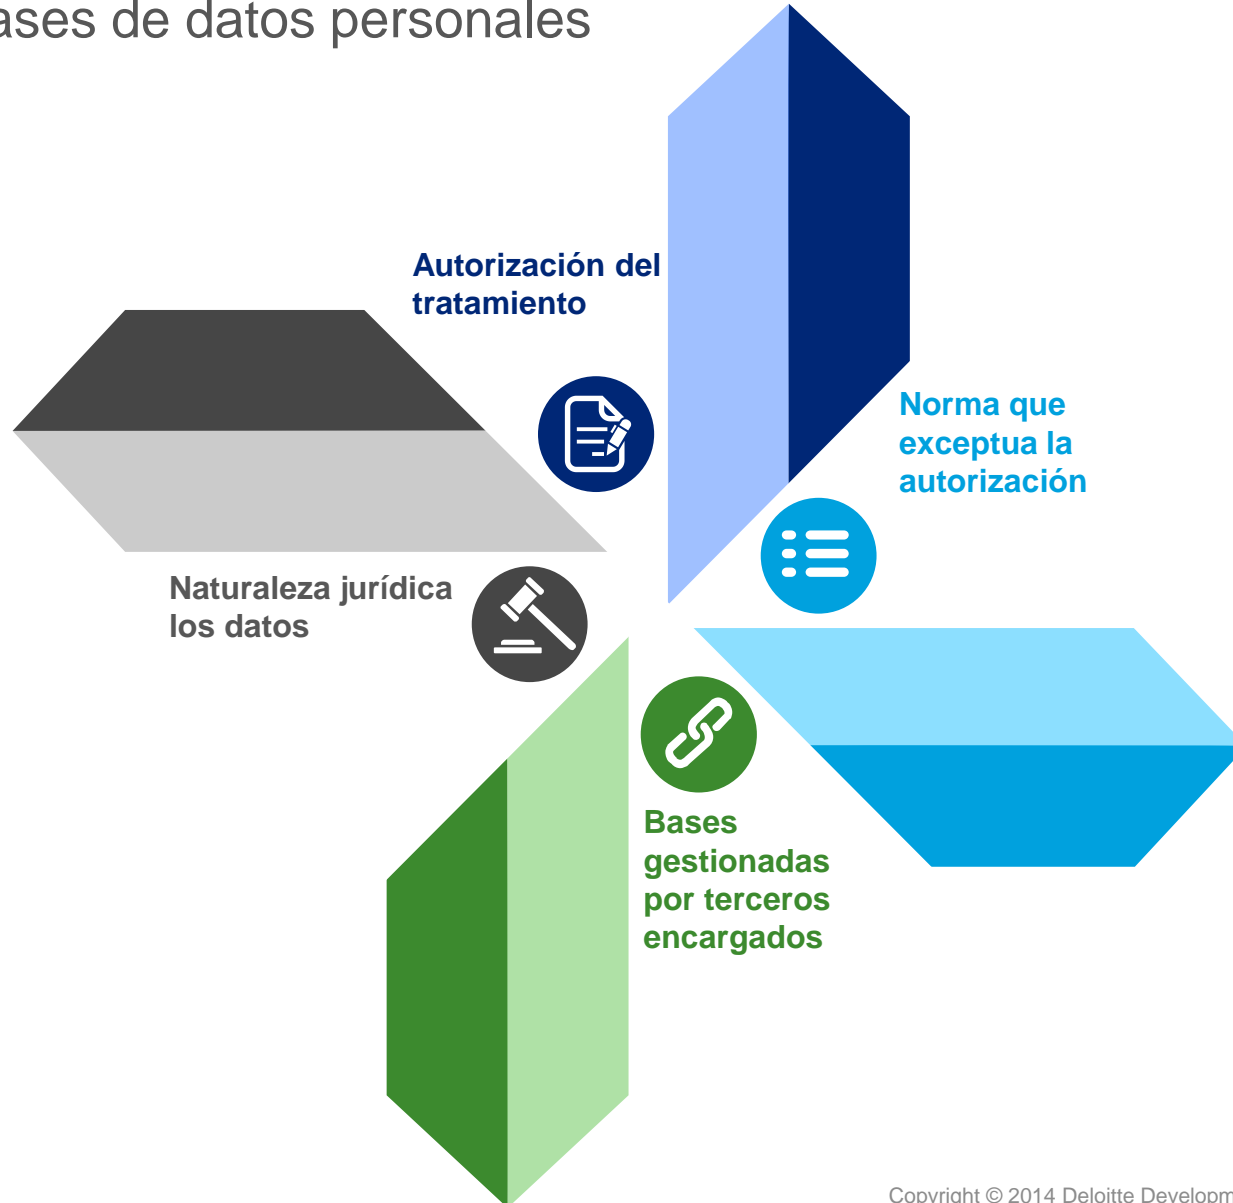 ases de datos personales
Autorización del
tratamiento
Norma que
exceptua la
autorización
Naturaleza jurídica
los datos
Bases
gestionadas
por terceros
encargados
Copyright © 2014 Deloitte Developm